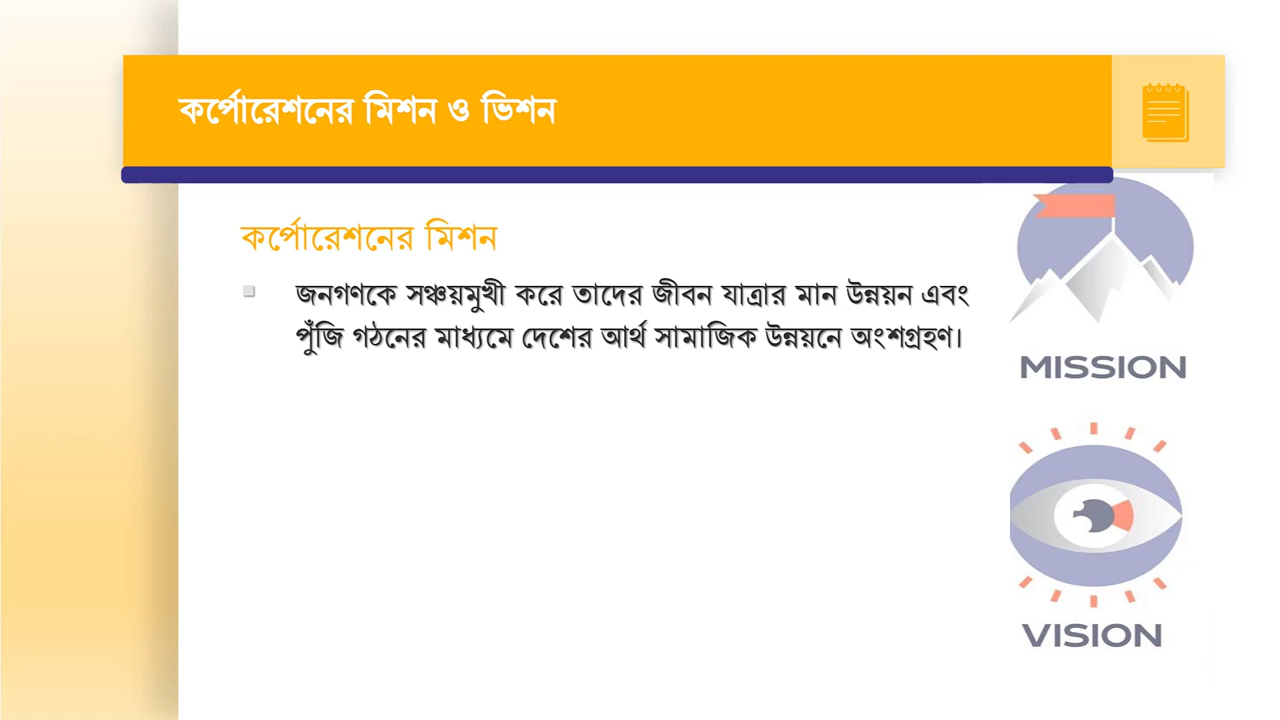 কর্পোরেশনের মিশন ও ভিশন
কর্পোরেশনের মিশন
জনগণকে সঞ্চয়মুখী করে তাদের জীবন যাত্রার মান উন্নয়ন এবং
পুঁজি গঠনের মাধ্যমে দেশের আর্থ সামাজিক উন্নয়নে অংশগ্রহণ।
MISSION
VISION